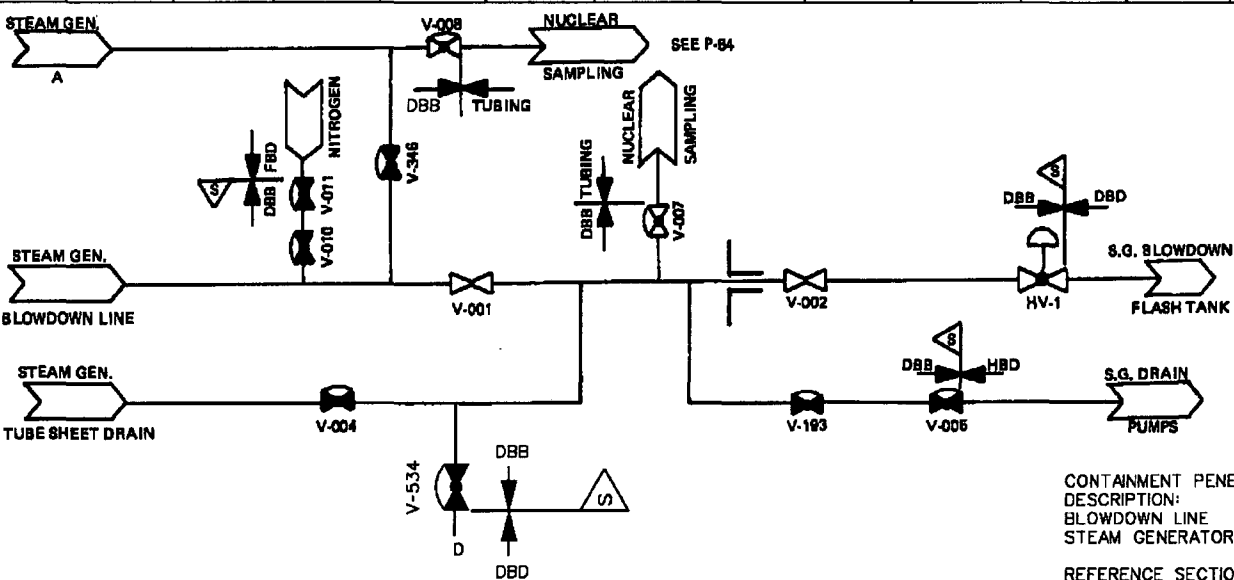 STEAM GEN.
A
V-008
NUCLEAR
SAMPLING
SEE P-64
DBB
TUBING
NITROGEN
FBD
DBB
S
V-011
V-010
V-346
NUCLEAR
SAMPLING
TUBING
DBB
V-007
S
DBB
DBD
STEAM GEN.
BLOWDOWN LINE
V-001
V-002
HV-1
S.G. BLOWDOWN
FLASH TANK
S
DBB
HBD
STEAM GEN.
TUBE SHEET DRAIN
V-004
V-193
S.G. DRAIN
PUMPS
V-534
D
DBB
S
DBD
CONTAINMENT PENE
DESCRIPTION:
BLOWDOWN LINE
STEAM GENERATOR
REFERENCE SECTIO